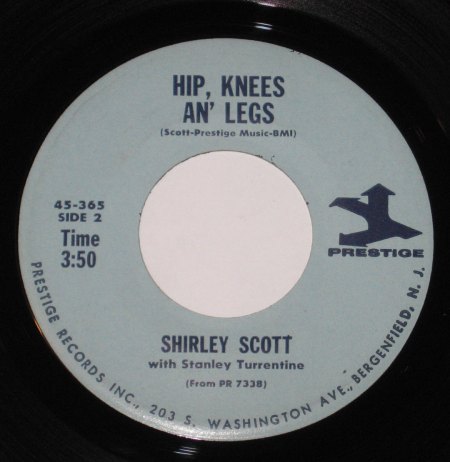 HIP, KNEES
AN' LEGS
(Scott-Prestige Music-BMI)
45-365
SIDE 2
Time
3:50
PRESTIGE
SHIRLEY SCOTT
with Stanley Turrentine
(From PR 7338)
PRESTIGE RECORDS INC., 203 S. WASHINGTON AVE., BERGENFIELD, N. J.